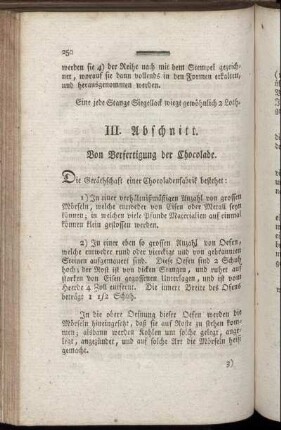 250
werden sie 4) der Reihe nach mit dem Stempel gezeich-
net, worauf sie dann vollends in den Formen erkalten,
und herausgenommen werden.
Eine jede Stange Siegellack wiegt gewöhnlich 2 Loth.
III. Abschnitt.
Von Verfertigung der Chocolade.
Die Geräthschaft einer Chocoladenfabrik bestehet:
1) In einer verhältnißmäßigen Anzahl von grossen
Mörseln, welche entweder von Eisen oder Metall seyn
können, in welchen viele Pfunde Materialien auf einmal
können klein gestossen werden.
2) In einer eben so grossen Anzahl von Oefen,
welche entweder rund oder viereckig und von gebrannten
Steinen aufgemauert sind. Diese Oefen sind 2 Schuh
hoch; der Rost ist von dicken Stangen, und ruhet auf
starken von Eisen gegossenen Unterlagen, und ist vom
Heerde 4 Zoll entfernt. Die innere Breite des Ofens
beträgt 1 1/2 Schuh.
In die obere Oefnung dieser Oefen werden die
Mörseln hineingesetzt, daß sie auf Roste zu stehen kom-
men; alsdann werden Kohlen um solche gelegt, ange-
legt, angezündet, und auf solche Art die Mörseln heiß
gemacht.
3)